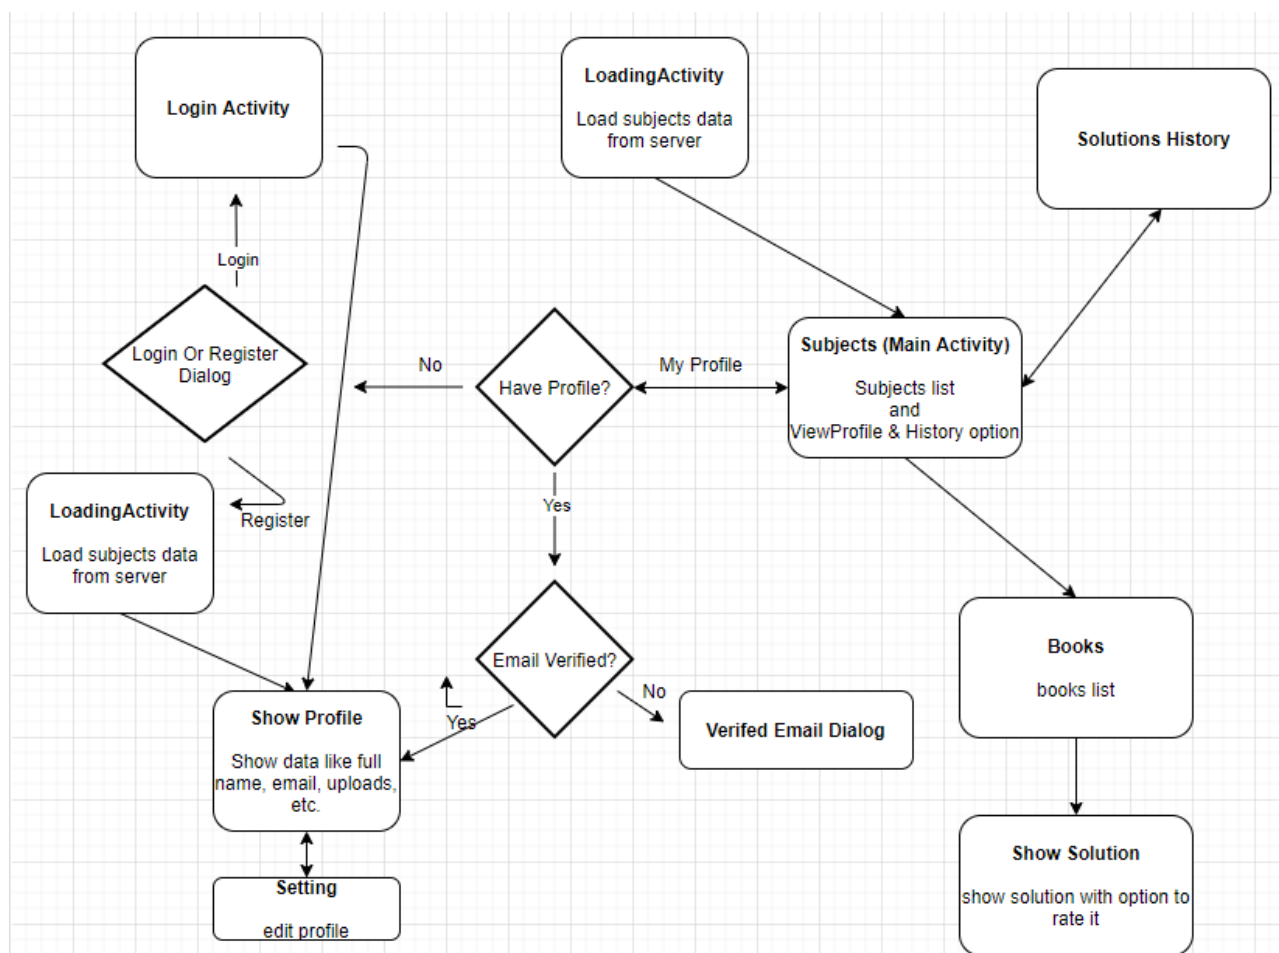 Login Activity
LoadingActivity
Load subjects data
from server
Solutions History
Login
Login Or Register
Dialog
No
Have Profile?
My Profile
Subjects (Main Activity)
Subjects list
and
ViewProfile & History option
LoadingActivity
Load subjects data
from server
Register
Yes
Email Verified?
No
Yes
Verifed Email Dialog
Books
books list
Show Profile
Show data like full
name, email, uploads,
etc.
Setting
edit profile
Show Solution
show solution with option to
rate it